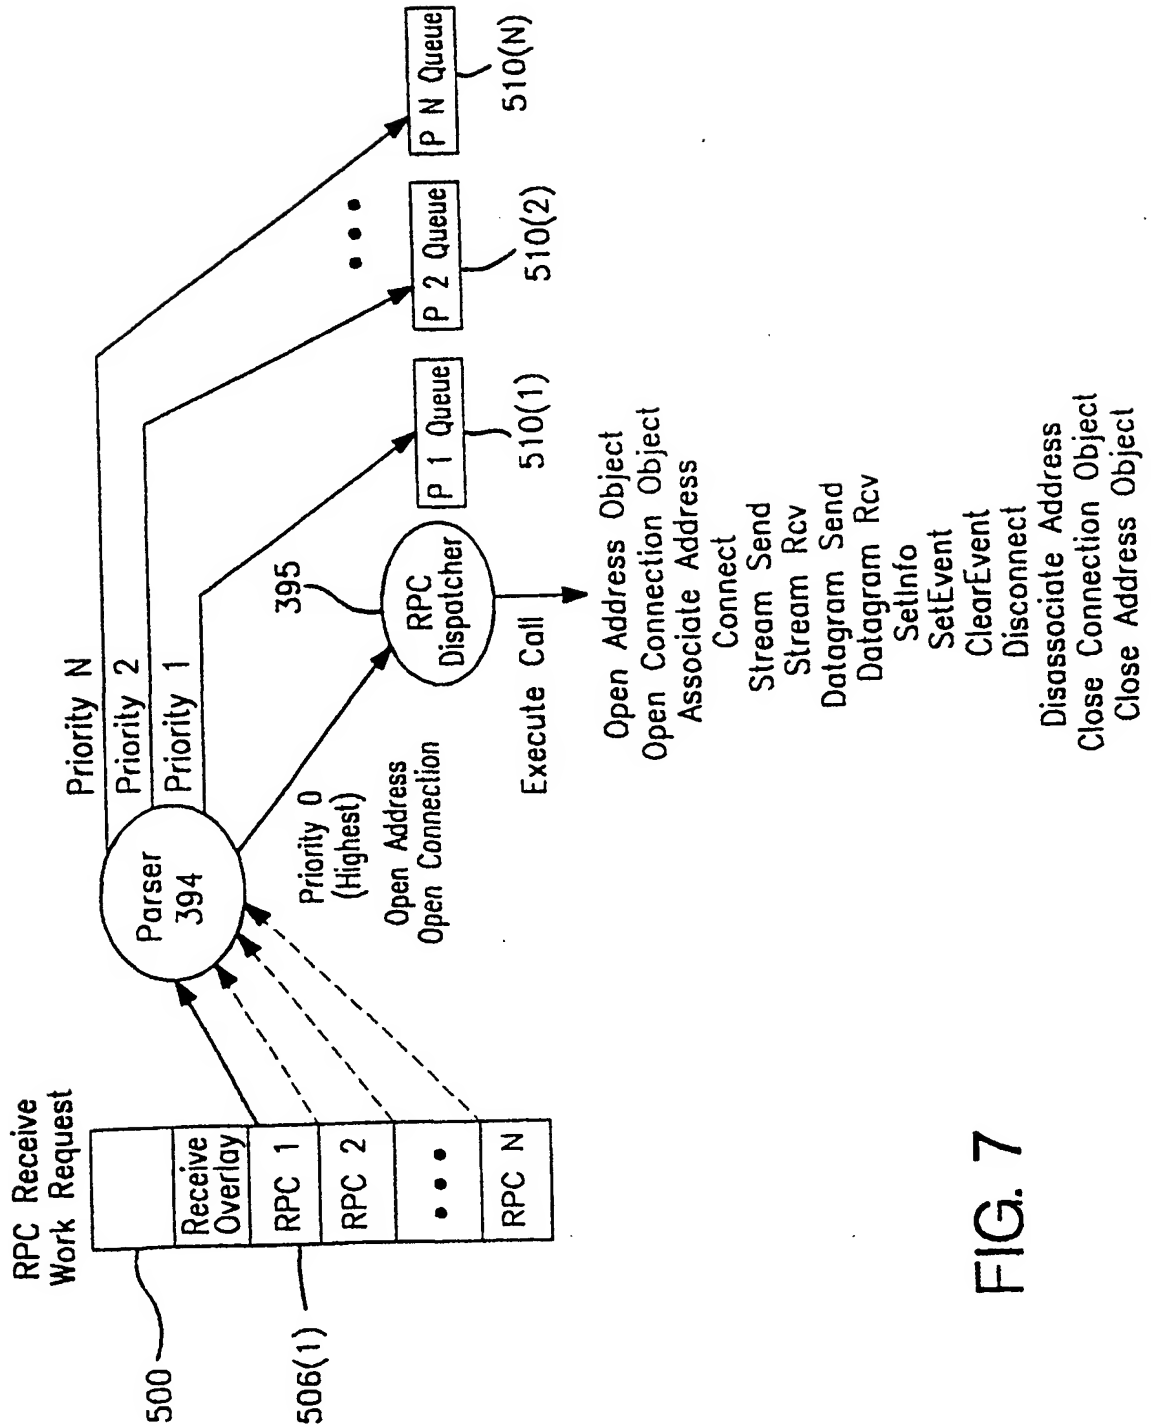 RPC Receive
Work Request
500
Receive
Overlay
506(1)
RPC 1
RPC 2
•••
RPC N
Parser
394
Priority N
Priority 2
Priority 1
Priority 0
(Highest)
Open Address
Open Connection
395
RPC
Dispatcher
P 1 Queue
510(1)
P 2 Queue
510(2)
•••
P N Queue
510(N)
Execute Call
Open Address Object
Open Connection Object
Associate Address
Connect
Stream Send
Stream Rcv
Datagram Send
Datagram Rcv
SetInfo
SetEvent
ClearEvent
Disconnect
Disassociate Address
Close Connection Object
Close Address Object
FIG. 7